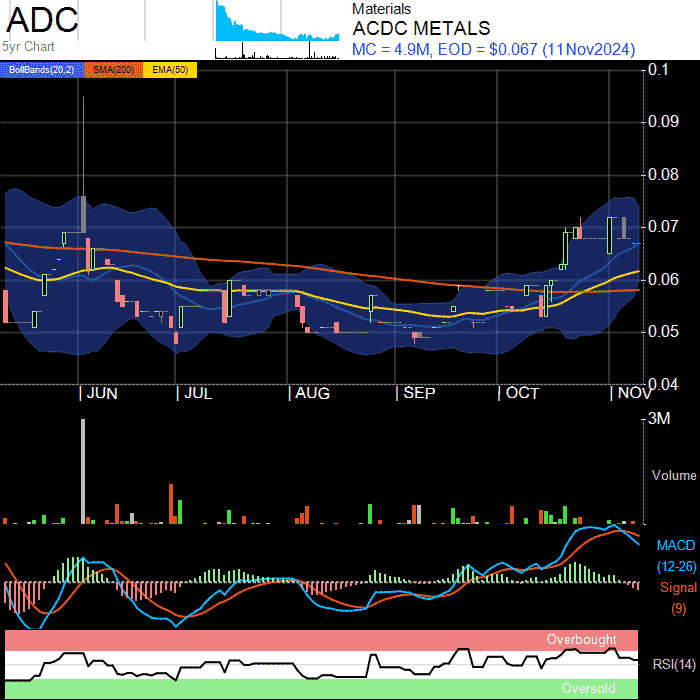 ADC
5yr Chart
Materials
ACDC METALS
MC = 4.9M, EOD = $0.067 (11Nov2024)
BollBands(20,2) SMA(200) EMA(50)
0.1
0.09
0.08
0.07
0.06
0.05
0.04
JUN JUL AUG SEP OCT NOV
3M
Volume
MACD
(12-26)
Signal
(9)
Overbought
RSI(14)
Oversold